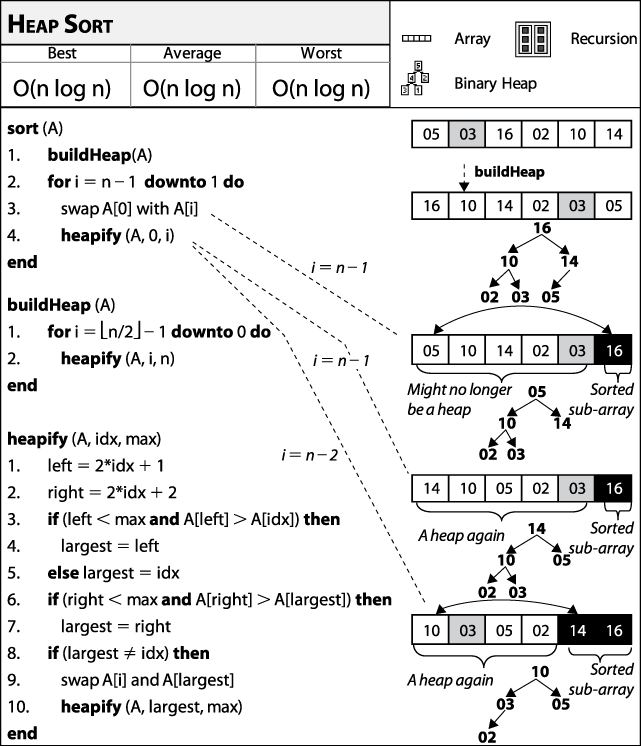 HEAP SORT
Best Average Worst
O(n log n) O(n log n) O(n log n)
Array
Recursion
Binary Heap
5
4 2
3 1
sort (A)
1. buildHeap(A)
2. for i = n − 1 downto 1 do
3. swap A[0] with A[i]
4. heapify (A, 0, i)
end
buildHeap (A)
1. for i = ⌊n/2⌋ − 1 downto 0 do
2. heapify (A, i, n)
end
heapify (A, idx, max)
1. left = 2*idx + 1
2. right = 2*idx + 2
3. if (left < max and A[left] > A[idx]) then
4. largest = left
5. else largest = idx
6. if (right < max and A[right] > A[largest]) then
7. largest = right
8. if (largest ≠ idx) then
9. swap A[i] and A[largest]
10. heapify (A, largest, max)
end
i = n − 1
i = n − 1
i = n − 2
05 03 16 02 10 14
buildHeap
16 10 14 02 03 05
16
10 14
02 03 05
05 10 14 02 03 16
Might no longer
be a heap
Sorted
sub-array
05
10 14
02 03
14 10 05 02 03 16
A heap again
Sorted
sub-array
14
10 05
02 03
10 03 05 02 14 16
A heap again
Sorted
sub-array
10
03 05
02